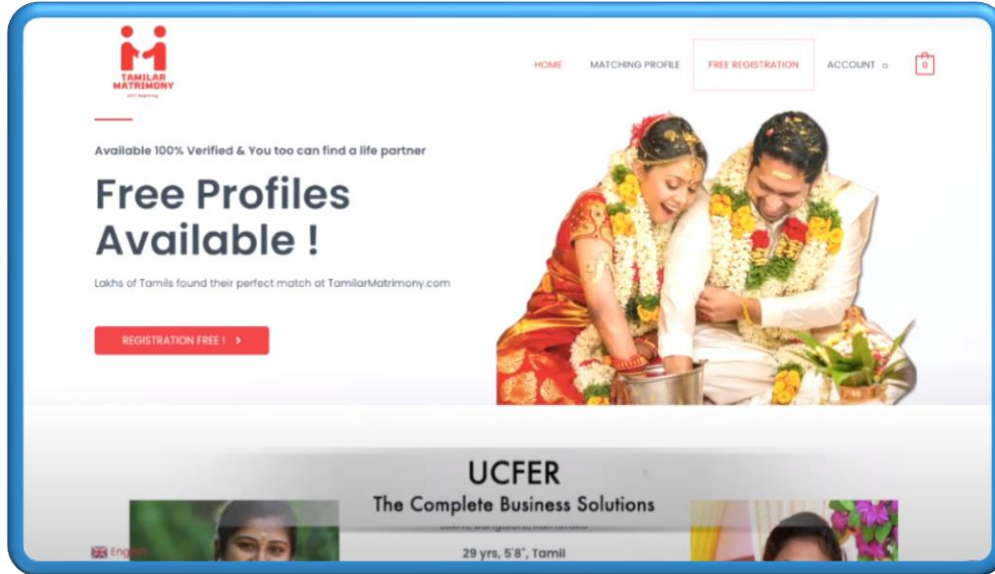 TAMILAR
MATRIMONY
HOME
MATCHING PROFILE
FREE REGISTRATION
ACCOUNT
0
Available 100% Verified & You too can find a life partner
Free Profiles
Available !
Lakhs of Tamils found their perfect match at TamilarMatrimony.com
REGISTRATION FREE !
UCFER
The Complete Business Solutions
29 yrs, 5'8", Tamil